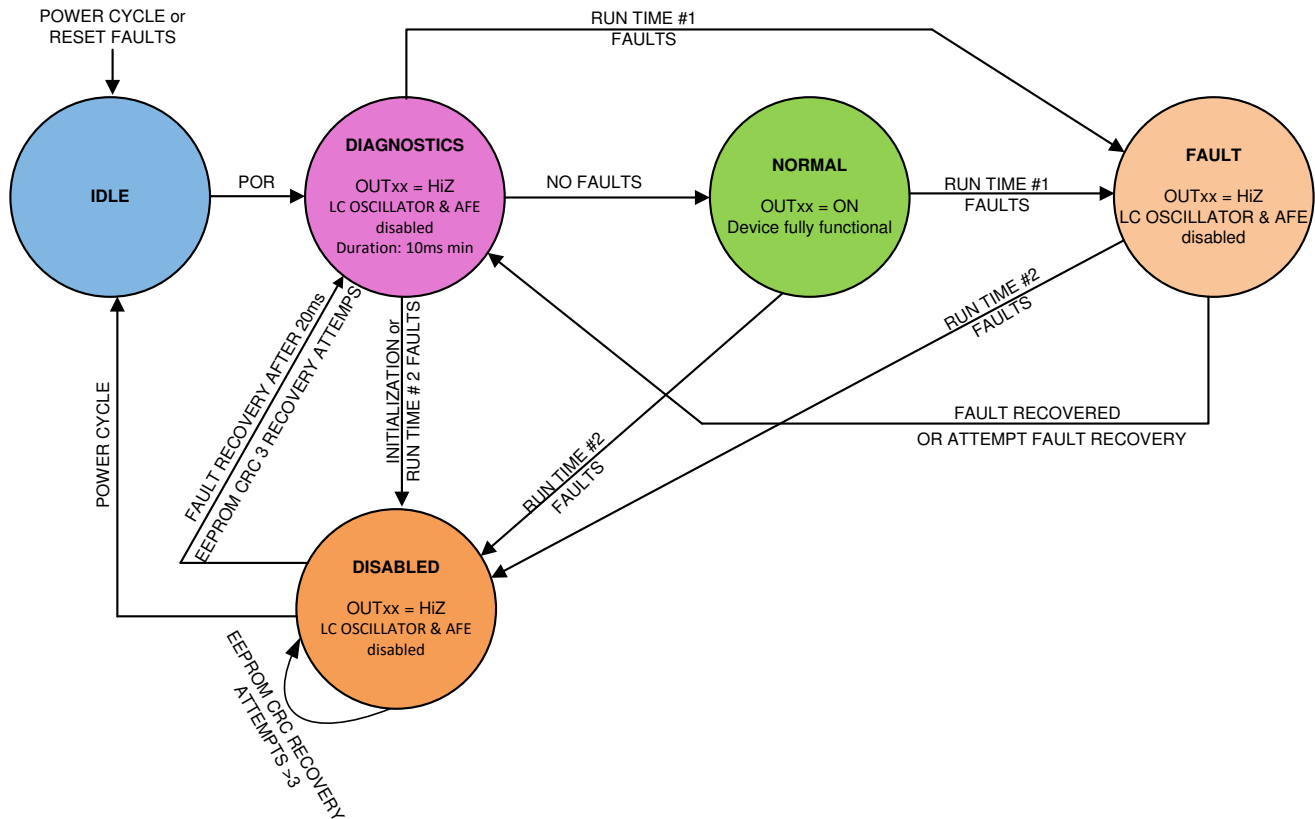 POWER CYCLE or
RESET FAULTS
RUN TIME #1
FAULTS
IDLE
POR
DIAGNOSTICS
OUTxx = HiZ
LC OSCILLATOR & AFE
disabled
Duration: 10ms min
NO FAULTS
NORMAL
OUTxx = ON
Device fully functional
RUN TIME #1
FAULTS
FAULT
OUTxx = HiZ
LC OSCILLATOR & AFE
disabled
POWER CYCLE
FAULT RECOVERY AFTER 20ms
EEPROM CRC 3 RECOVERY ATTEMPS
INITIALIZATION or
RUN TIME # 2 FAULTS
RUN TIME #2
FAULTS
RUN TIME #2
FAULTS
FAULT RECOVERED
OR ATTEMPT FAULT RECOVERY
DISABLED
OUTxx = HiZ
LC OSCILLATOR & AFE
disabled
EEPROM CRC RECOVERY
ATTEMPTS >3